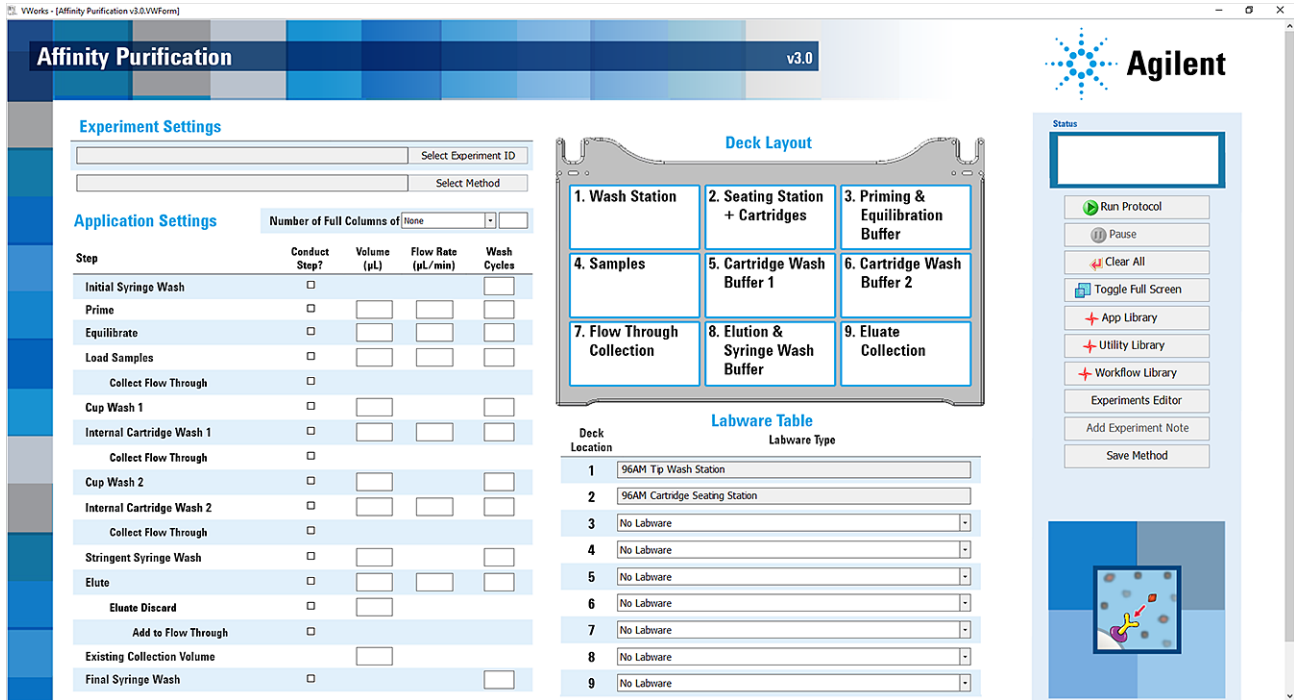 VWorks - [Affinity Purification v3.0.VWForm]
Affinity Purification
v3.0
Agilent
Experiment Settings
Select Experiment ID
Select Method
Application Settings
Number of Full Columns of None
Step
Conduct Step?
Volume (µL)
Flow Rate (µL/min)
Wash Cycles
Initial Syringe Wash
Prime
Equilibrate
Load Samples
Collect Flow Through
Cup Wash 1
Internal Cartridge Wash 1
Collect Flow Through
Cup Wash 2
Internal Cartridge Wash 2
Collect Flow Through
Stringent Syringe Wash
Elute
Eluate Discard
Add to Flow Through
Existing Collection Volume
Final Syringe Wash
Deck Layout
1. Wash Station
2. Seating Station
+ Cartridges
3. Priming &
Equilibration
Buffer
4. Samples
5. Cartridge Wash
Buffer 1
6. Cartridge Wash
Buffer 2
7. Flow Through
Collection
8. Elution &
Syringe Wash
Buffer
9. Eluate
Collection
Labware Table
Deck
Location
Labware Type
1 96AM Tip Wash Station
2 96AM Cartridge Seating Station
3 No Labware
4 No Labware
5 No Labware
6 No Labware
7 No Labware
8 No Labware
9 No Labware
Status
Run Protocol
Pause
Clear All
Toggle Full Screen
App Library
Utility Library
Workflow Library
Experiments Editor
Add Experiment Note
Save Method